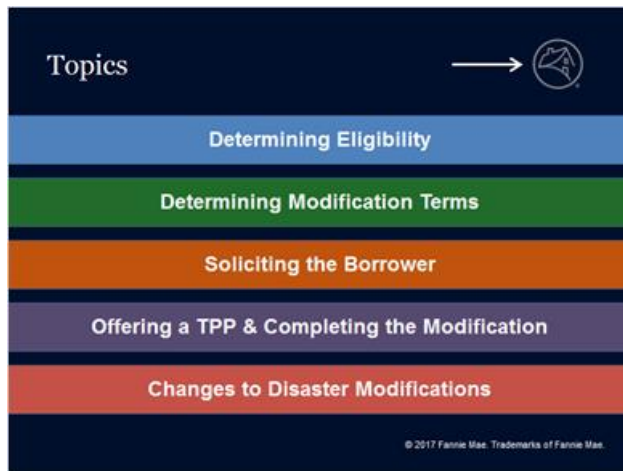 Topics
Determining Eligibility
Determining Modification Terms
Soliciting the Borrower
Offering a TPP & Completing the Modification
Changes to Disaster Modifications
© 2017 Fannie Mae. Trademarks of Fannie Mae.